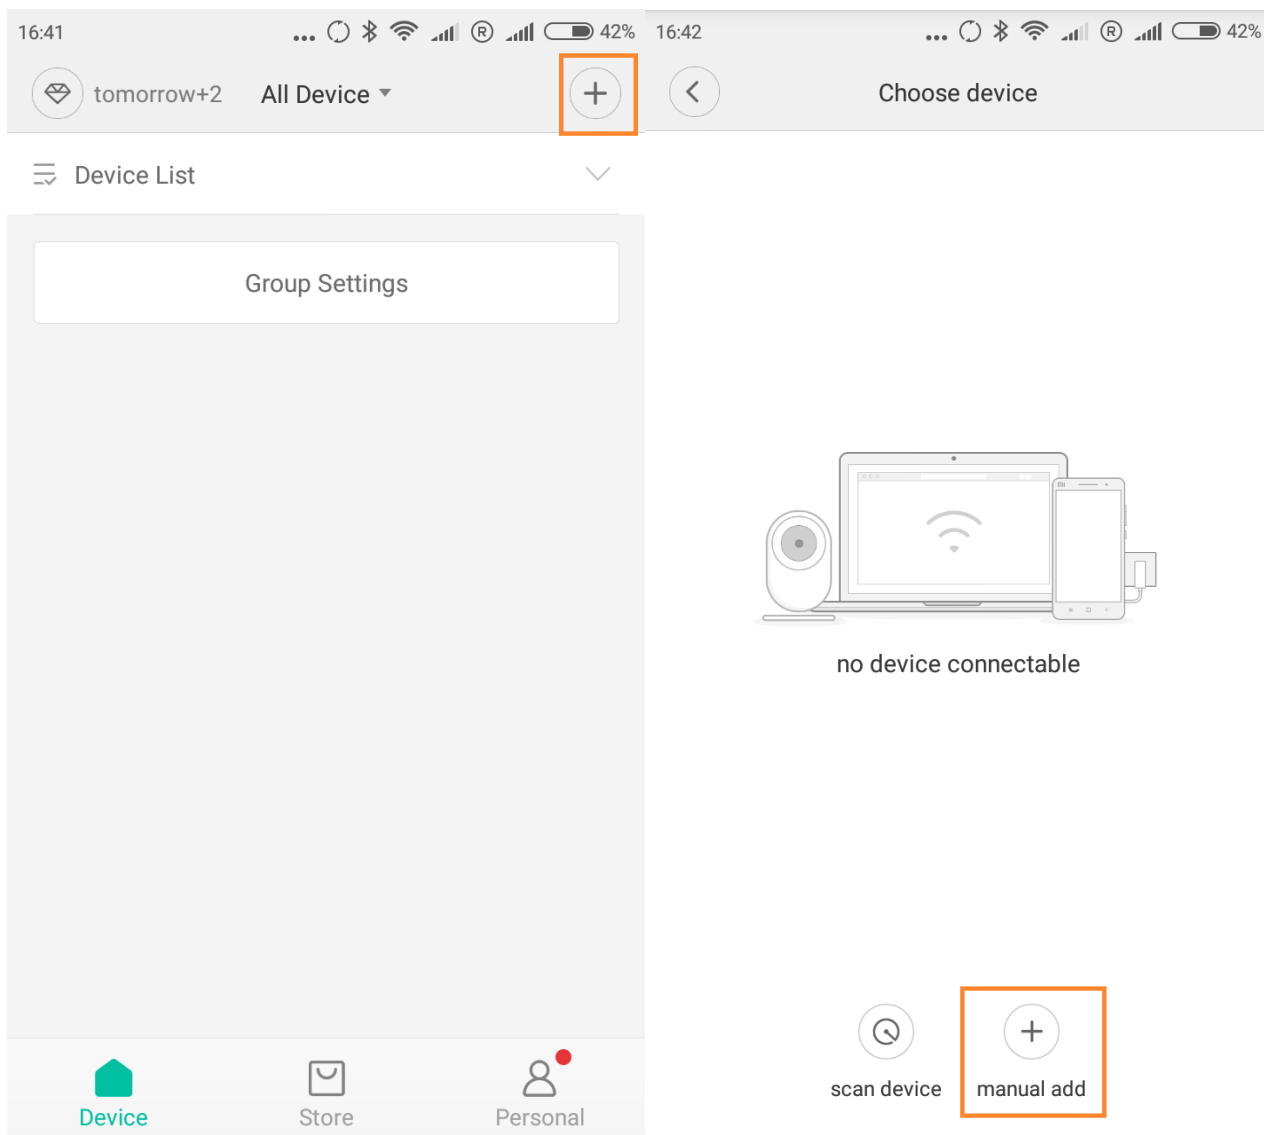 16:41
... R 42%
tomorrow+2 All Device
Device List
Group Settings
Device
Store
Personal
16:42
... R 42%
Choose device
MI
no device connectable
scan device
manual add